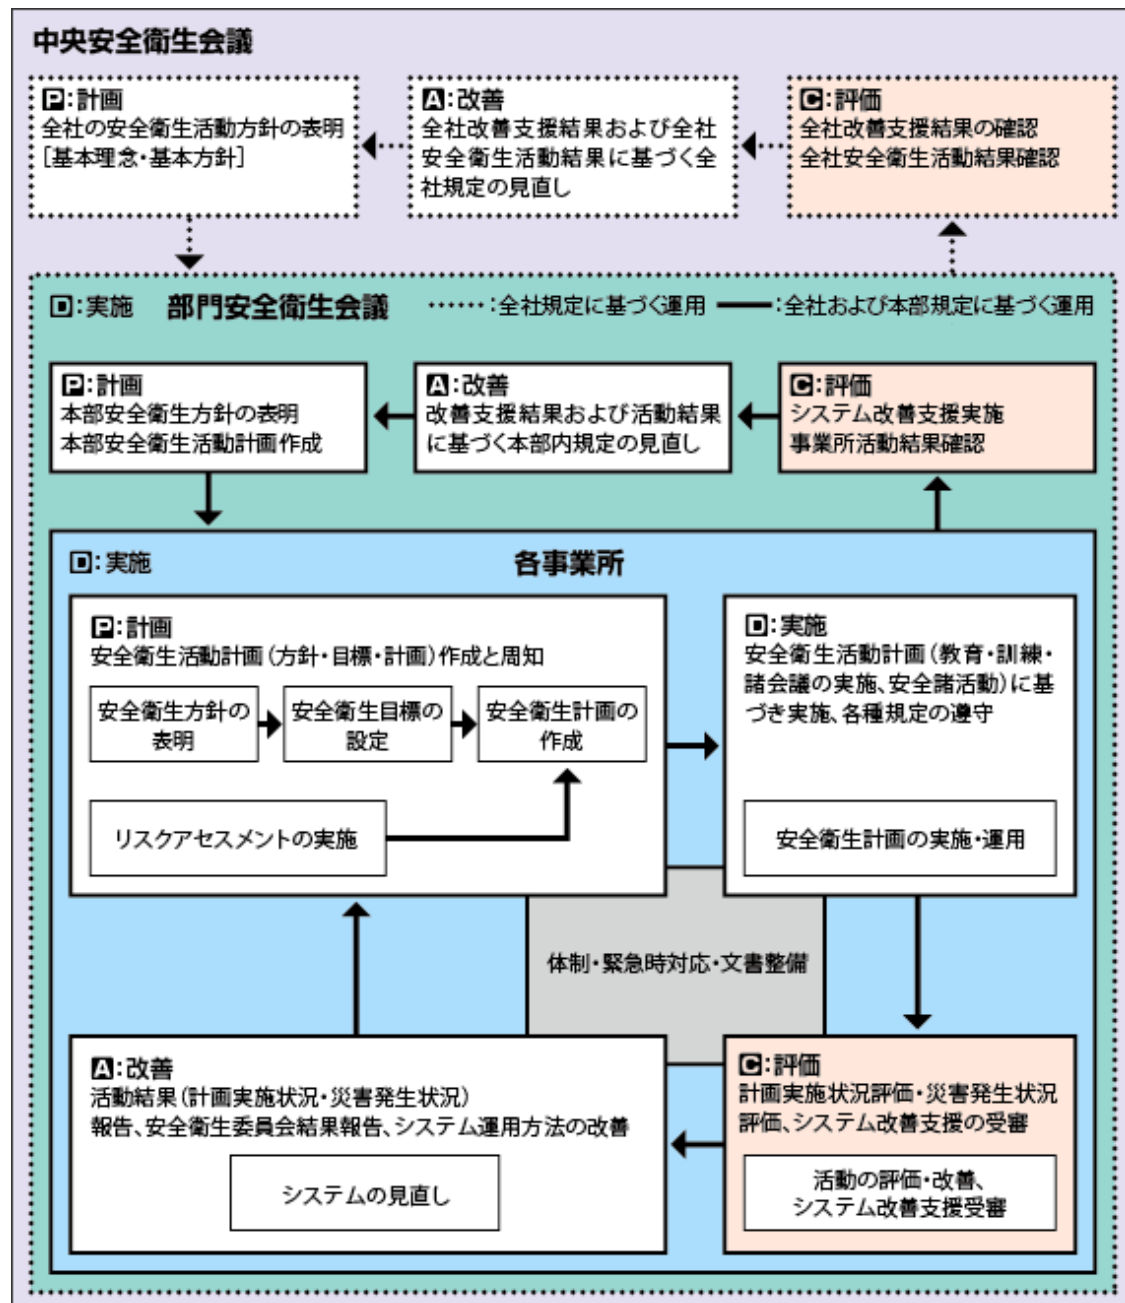 中央安全衛生会議
P:計画
全社の安全衛生活動方針の表明
[基本理念・基本方針]
A:改善
全社改善支援結果および全社
安全衛生活動結果に基づく全
社規定の見直し
C:評価
全社改善支援結果の確認
全社安全衛生活動結果確認
D:実施 部門安全衛生会議 ……:全社規定に基づく運用 ━━:全社および本部規定に基づく運用
P:計画
本部安全衛生方針の表明
本部安全衛生活動計画作成
A:改善
改善支援結果および活動結果
に基づく本部内規定の見直し
C:評価
システム改善支援実施
事業所活動結果確認
D:実施 各事業所
P:計画
安全衛生活動計画(方針・目標・計画)作成と周知
安全衛生方針の
表明
安全衛生目標の
設定
安全衛生計画の
作成
リスクアセスメントの実施
D:実施
安全衛生活動計画(教育・訓練・
諸会議の実施、安全諸活動)に基
づき実施、各種規定の遵守
安全衛生計画の実施・運用
体制・緊急時対応・文書整備
A:改善
活動結果(計画実施状況・災害発生状況)
報告、安全衛生委員会結果報告、システム運用方法の改善
システムの見直し
C:評価
計画実施状況評価・災害発生状況
評価、システム改善支援の受審
活動の評価・改善、
システム改善支援受審